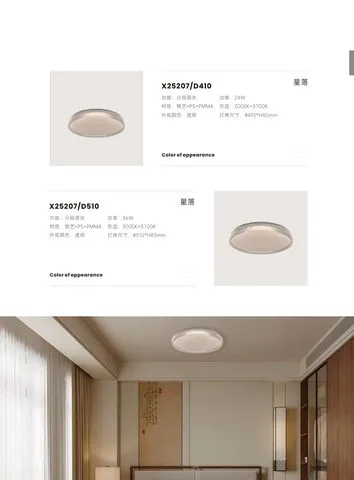 X25207/D410
星落
功能：分段调光
功率：24W
材质：铁艺+PS+PMMA
色温：3000K-5700K
外观颜色：透明
灯体尺寸：Φ410*H85mm
Color of appearance
X25207/D510
星落
功能：分段调光
功率：36W
材质：铁艺+PS+PMMA
色温：3000K-5700K
外观颜色：透明
灯体尺寸：Φ510*H85mm
Color of appearance